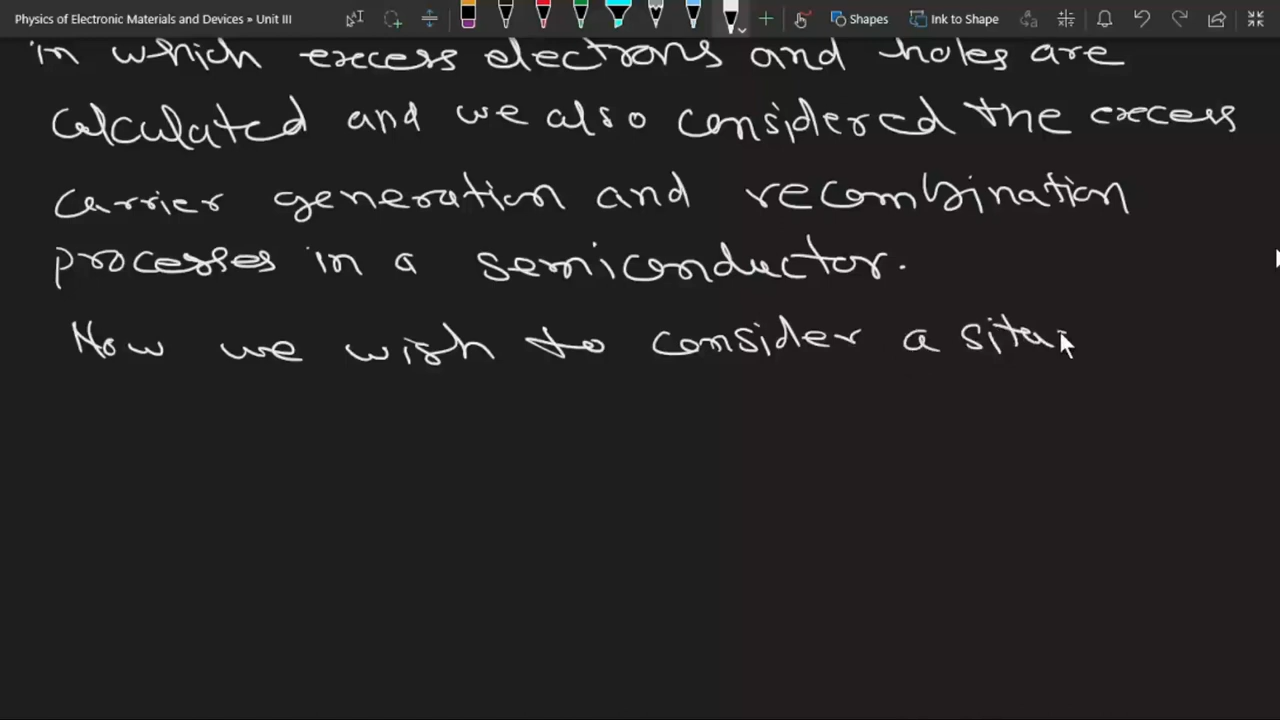 Physics of Electronic Materials and Devices » Unit III
Shapes
Ink to Shape
in which excess electrons and holes are
calculated and we also considered the excess
carrier generation and recombination
processes in a semiconductor.
Now we wish to consider a sita